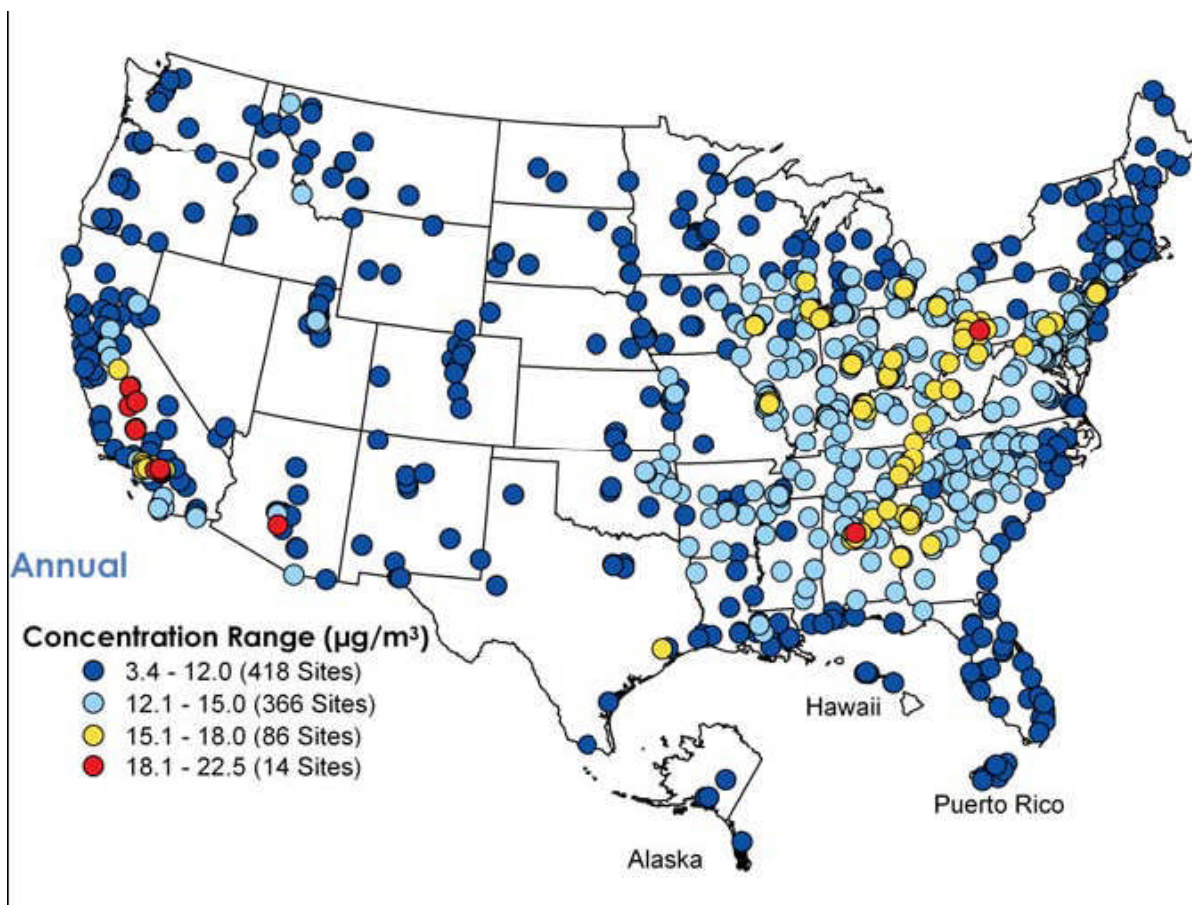 Annual
Concentration Range (µg/m³)
3.4 - 12.0 (418 Sites)
12.1 - 15.0 (366 Sites)
15.1 - 18.0 (86 Sites)
18.1 - 22.5 (14 Sites)
Hawaii
Puerto Rico
Alaska